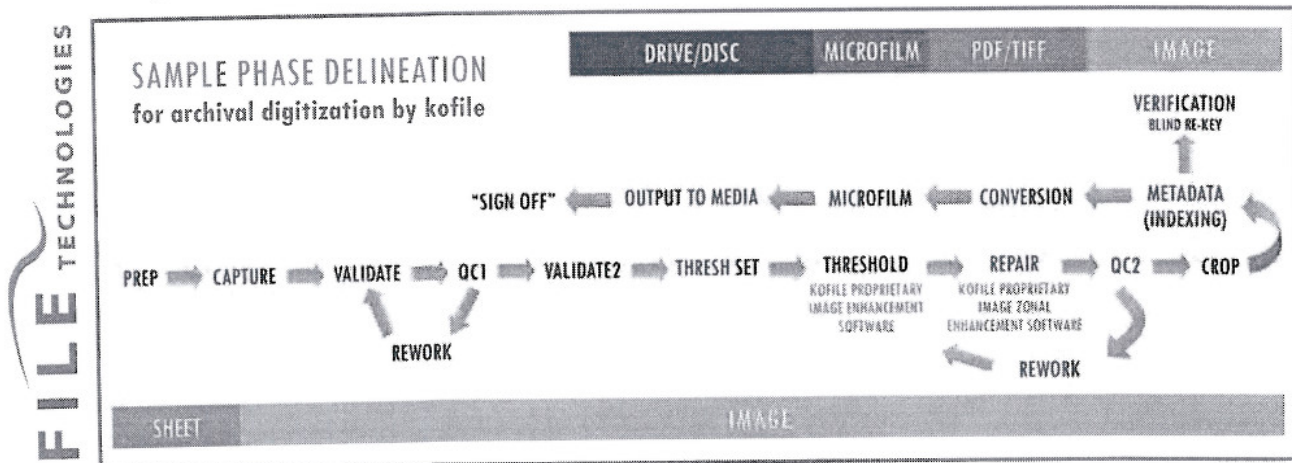 FILE TECHNOLOGIES
SAMPLE PHASE DELINEATION
for archival digitization by kofile
DRIVE/DISC MICROFILM PDF/TIFF IMAGE
VERIFICATION
BLIND RE-KEY
"SIGN OFF" OUTPUT TO MEDIA MICROFILM CONVERSION METADATA
(INDEXING)
PREP CAPTURE VALIDATE QC1 VALIDATE2 THRESH SET THRESHOLD REPAIR QC2 CROP
KOFILE PROPRIETARY KOFILE PROPRIETARY
IMAGE ENHANCEMENT IMAGE ZONAL
SOFTWARE ENHANCEMENT SOFTWARE
REWORK
REWORK
SHEET IMAGE